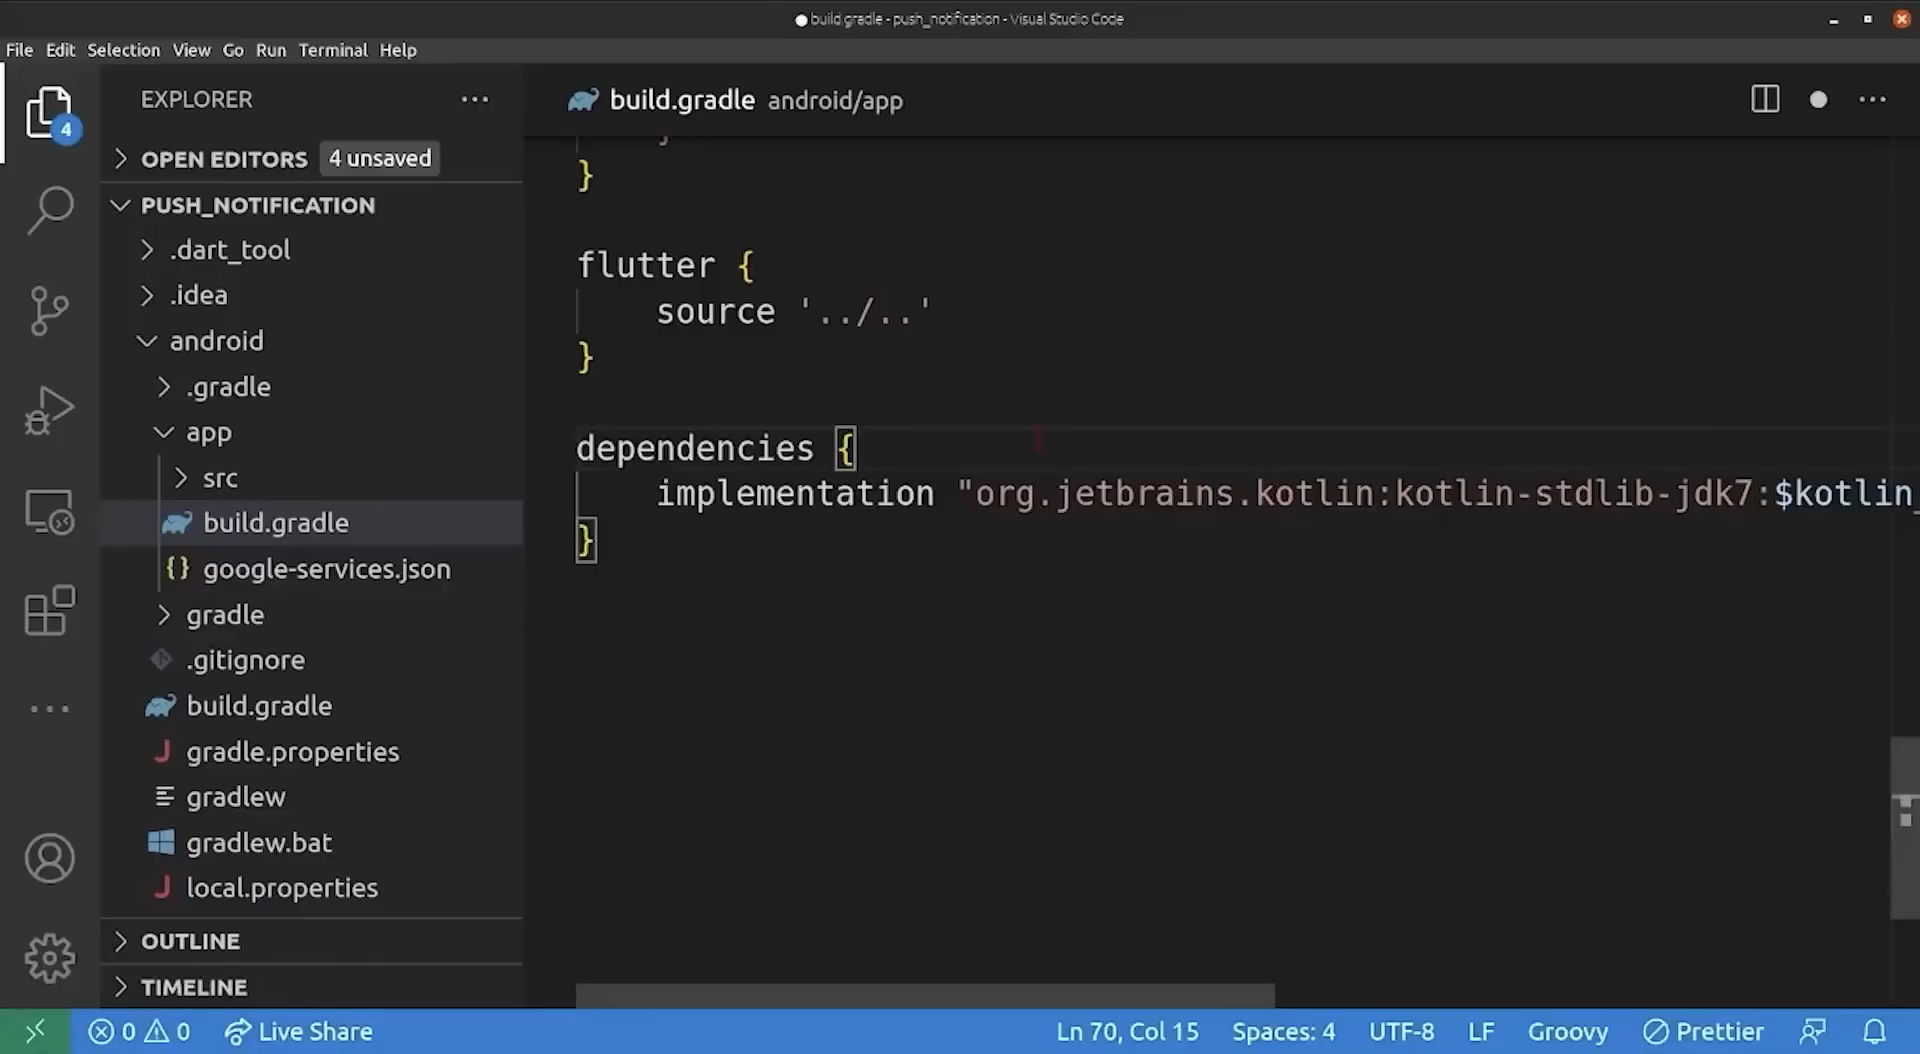 build.gradle - push_notification - Visual Studio Code
File Edit Selection View Go Run Terminal Help
EXPLORER
4
OPEN EDITORS 4 unsaved
PUSH_NOTIFICATION
.dart_tool
.idea
android
.gradle
app
src
build.gradle
google-services.json
gradle
.gitignore
build.gradle
gradle.properties
gradlew
gradlew.bat
local.properties
OUTLINE
TIMELINE
build.gradle android/app
}
flutter {
source '../..'
}
dependencies {
implementation "org.jetbrains.kotlin:kotlin-stdlib-jdk7:$kotlin_
}
0 0 Live Share Ln 70, Col 15 Spaces: 4 UTF-8 LF Groovy Prettier